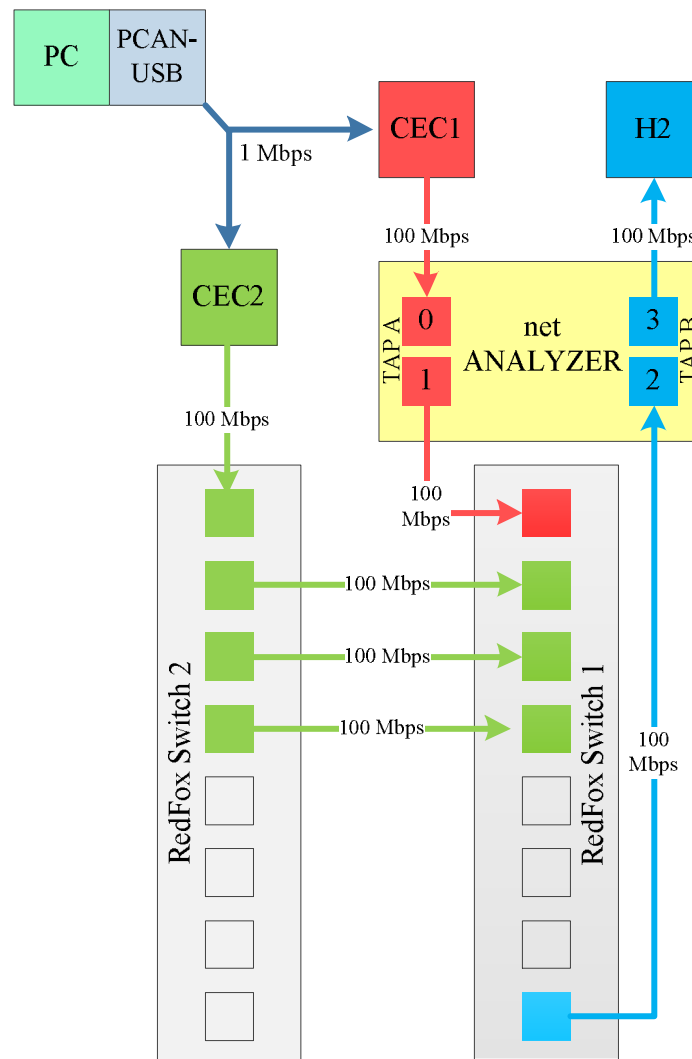 PC
PCAN-
USB
CEC1
H2
1 Mbps
100 Mbps
100 Mbps
CEC2
TAP A
0
1
net
ANALYZER
3
2
TAP B
100 Mbps
100
Mbps
RedFox Switch 2
100 Mbps
100 Mbps
100 Mbps
RedFox Switch 1
100
Mbps